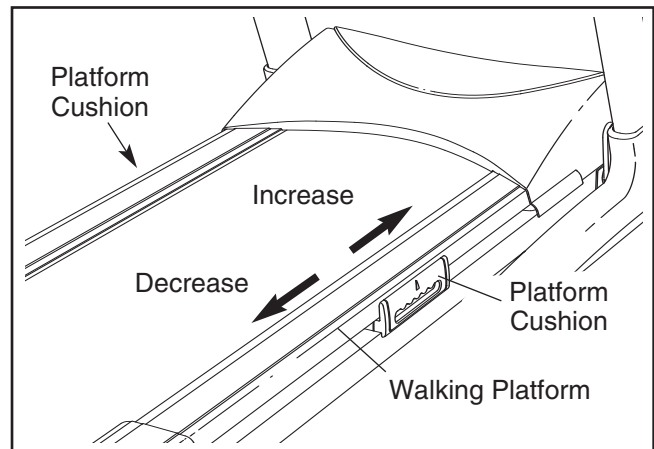 Platform
Cushion
Increase
Decrease
Platform
Cushion
Walking Platform